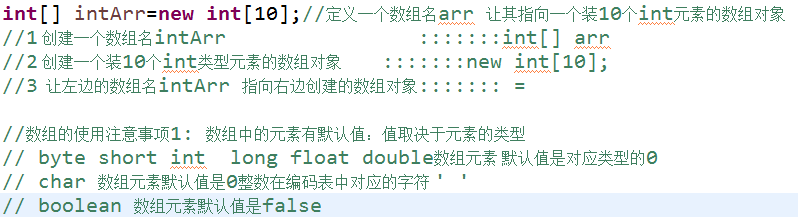 int[] intArr=new int[10];//定义一个数组名arr 让其指向一个装10个int元素的数组对象
//1 创建一个数组名intArr :::::::int[] arr
//2 创建一个装10个int类型元素的数组对象 :::::::new int[10];
//3 让左边的数组名intArr 指向右边创建的数组对象::::::: =
//数组的使用注意事项1: 数组中的元素有默认值：值取决于元素的类型
// byte short int long float double数组元素 默认值是对应类型的0
// char 数组元素默认值是0整数在编码表中对应的字符 ' '
// boolean 数组元素默认值是false